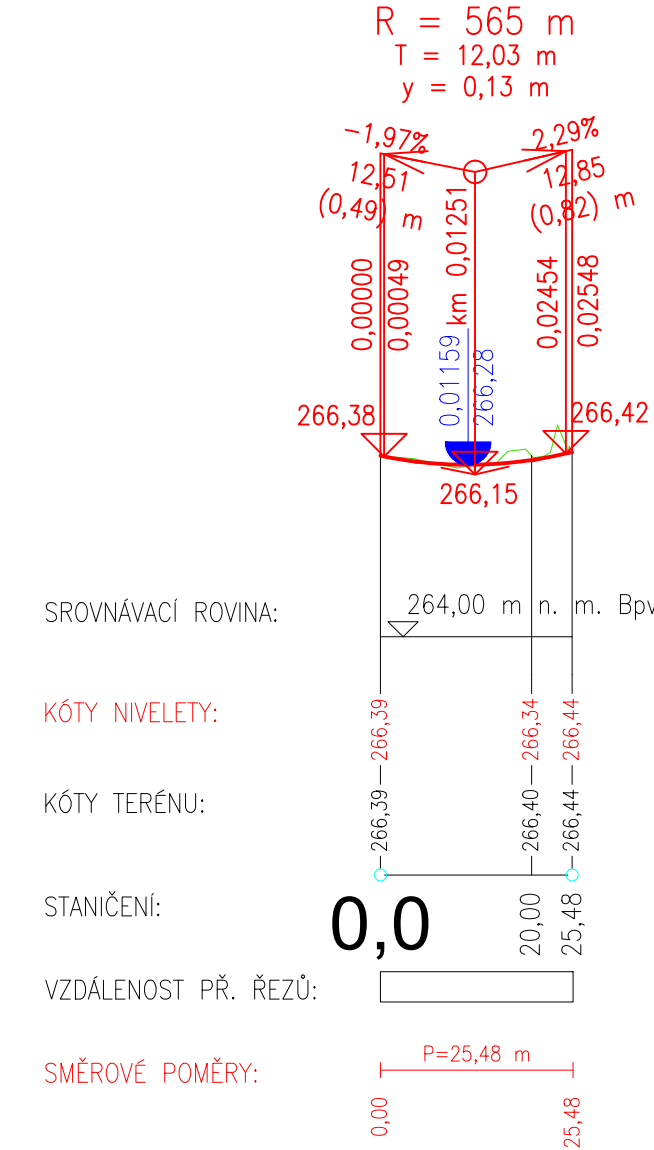 R = 565 m
T = 12,03 m
y = 0,13 m
-1,97%
2,29%
12,51
12,85
(0,49) m
(0,82) m
0,00000
0,00049
km 0,01251
0,02454
0,02548
0,01159
266,28
266,38
266,42
266,15
SROVNÁVACÍ ROVINA:
264,00 m n. m. Bpv
KÓTY NIVELETY:
266,39
266,34
266,44
KÓTY TERÉNU:
266,39
266,40
266,44
STANIČENÍ:
0,0
20,00
25,48
VZDÁLENOST PŘ. ŘEZŮ:
SMĚROVÉ POMĚRY:
P=25,48 m
0,00
25,48